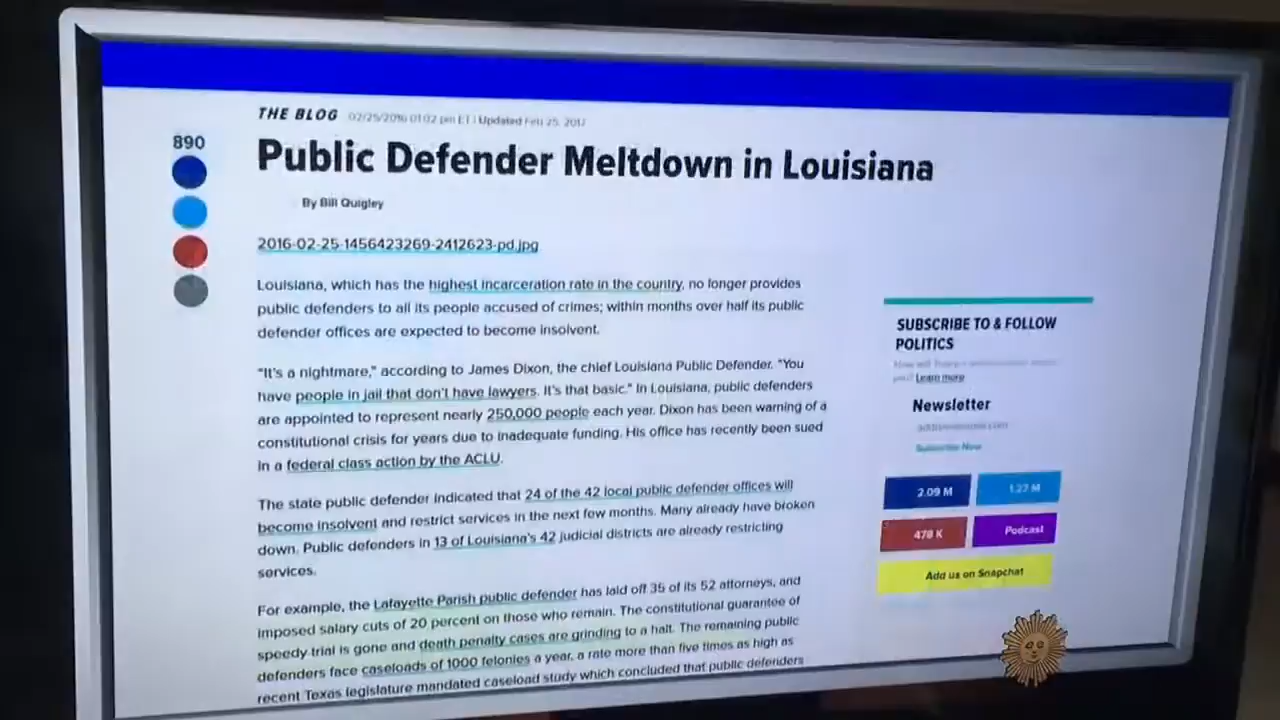 THE BLOG 02/25/2016 01:02 pm ET | Updated Feb 25, 2017
890
Public Defender Meltdown in Louisiana
By Bill Quigley
2016-02-25-1456423269-2412623-pd.jpg
Louisiana, which has the highest incarceration rate in the country, no longer provides
public defenders to all its people accused of crimes; within months over half its public
defender offices are expected to become insolvent.
"It's a nightmare," according to James Dixon, the chief Louisiana Public Defender. "You
have people in jail that don't have lawyers. It's that basic." In Louisiana, public defenders
are appointed to represent nearly 250,000 people each year. Dixon has been warning of a
constitutional crisis for years due to inadequate funding. His office has recently been sued
in a federal class action by the ACLU.
The state public defender indicated that 24 of the 42 local public defender offices will
become insolvent and restrict services in the next few months. Many already have broken
down. Public defenders in 13 of Louisiana's 42 judicial districts are already restricting
services.
For example, the Lafayette Parish public defender has laid off 35 of its 52 attorneys, and
imposed salary cuts of 20 percent on those who remain. The constitutional guarantee of
speedy trial is gone and death penalty cases are grinding to a halt. The remaining public
defenders face caseloads of 1000 felonies a year, a rate more than five times as high as
recent Texas legislature mandated caseload study which concluded that public defenders
SUBSCRIBE TO & FOLLOW
POLITICS
Learn more
Newsletter
Subscribe Now
2.09 M
1.27 M
478 K
Podcast
Add us on Snapchat